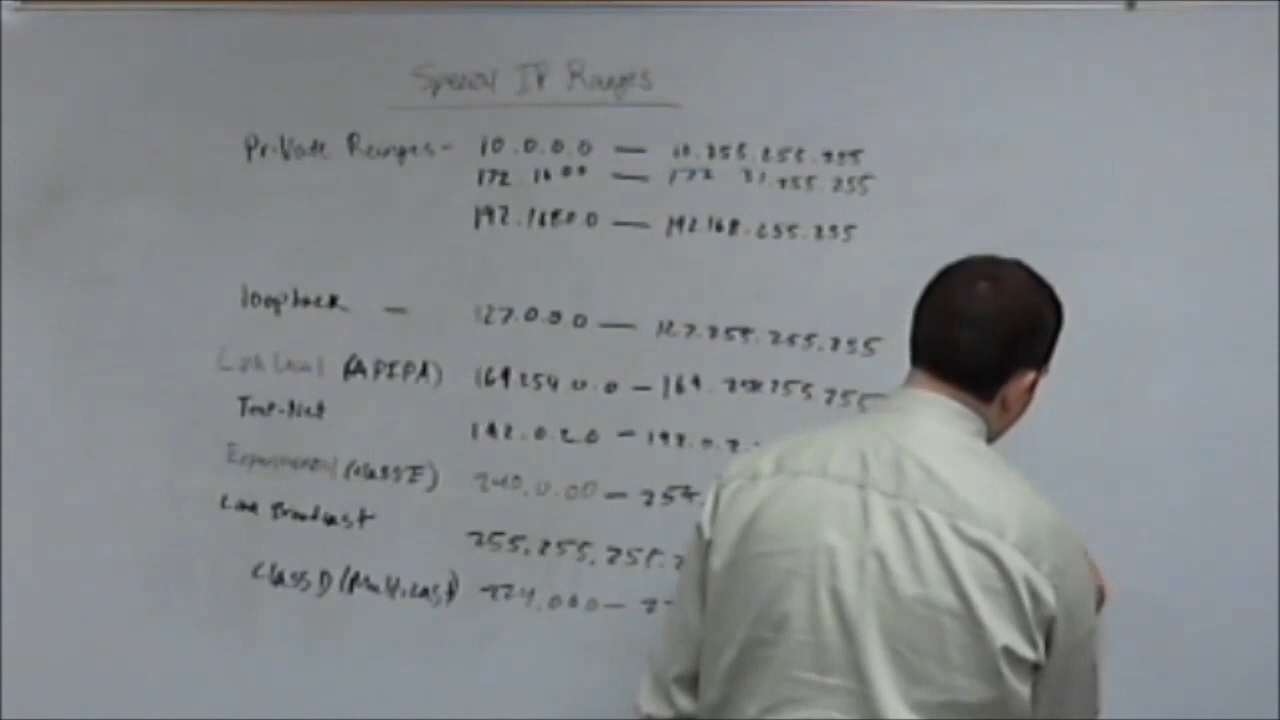 Special IP Ranges
Private Ranges- 10.0.0.0 — 10.255.255.255
172.16.0.0 — 172.31.255.255
192.168.0.0 — 192.168.255.255
loopback — 127.0.0.0 — 127.255.255.255
Link Local (APIPA) 169.254.0.0 — 169.254.255.255
Test-Net 192.0.2.0 — 192.0.2.
Experimental (Class E) 240.0.0.0 — 254.
Link Broadcast 255.255.255.2
Class D/(Multicast) 224.0.0.0 — 2